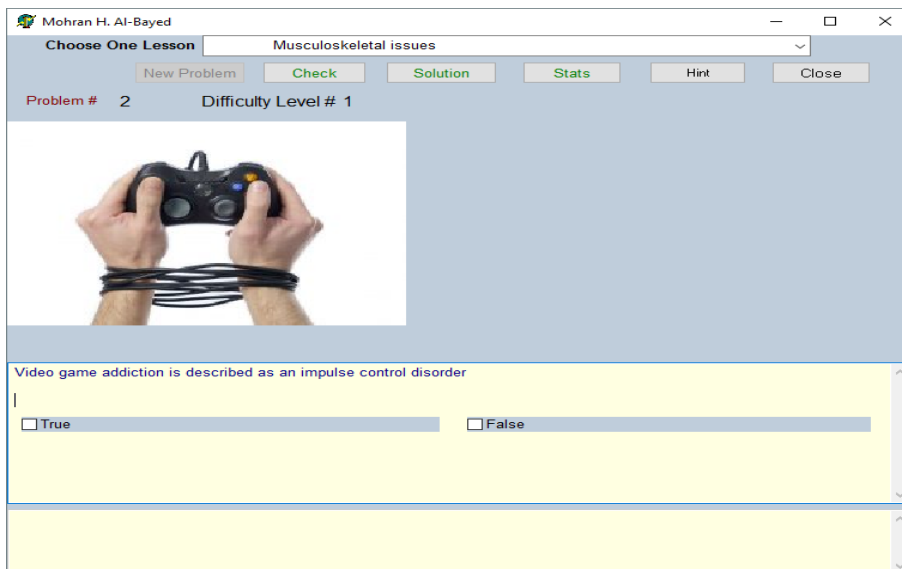 Mohran H. Al-Bayed
Choose One Lesson Musculoskeletal issues
New Problem Check Solution Stats Hint Close
Problem # 2 Difficulty Level # 1
Video game addiction is described as an impulse control disorder
True False